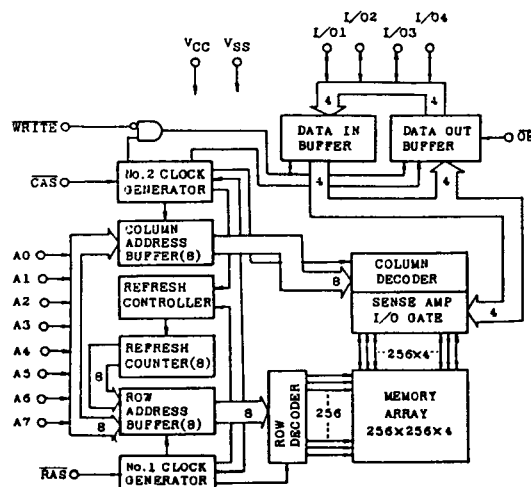 I/O1
I/O2
I/O3
I/O4
VCC
VSS
4
4
WRITE
DATA IN
BUFFER
DATA OUT
BUFFER
OE
CAS
No.2 CLOCK
GENERATOR
4
4
COLUMN
ADDRESS
BUFFER(8)
A0
A1
A2
A3
A4
A5
A6
A7
8
COLUMN
DECODER
SENSE AMP
I/O GATE
4
REFRESH
CONTROLLER
REFRESH
COUNTER(8)
256×4
8
ROW
ADDRESS
BUFFER(8)
8
8
ROW
DECODER
256
MEMORY
ARRAY
256×256×4
RAS
No.1 CLOCK
GENERATOR